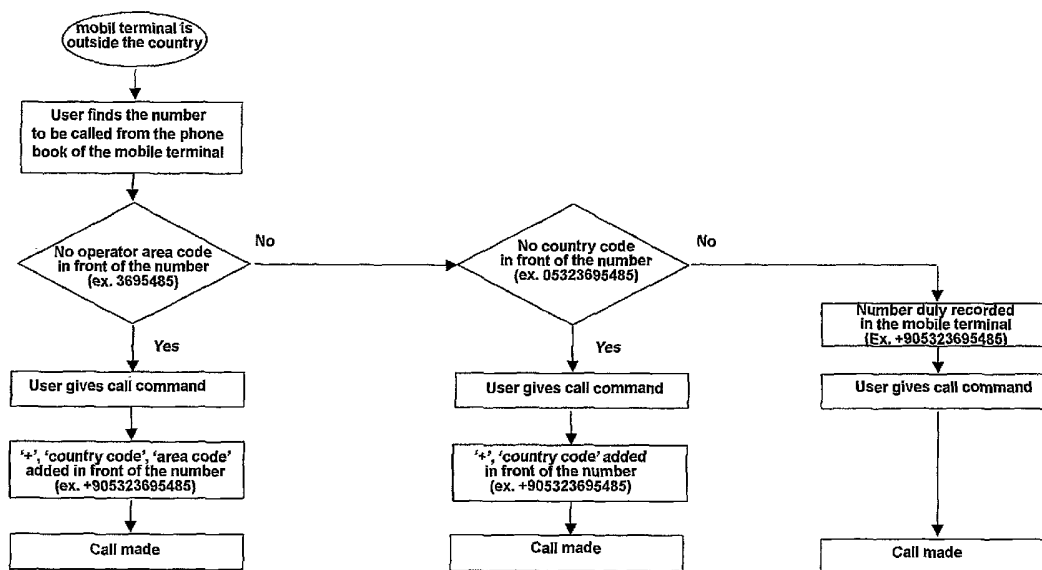 mobil terminal is
outside the country
User finds the number
to be called from the phone
book of the mobile terminal
No operator area code
in front of the number
(ex. 3695485)
No
No country code
in front of the number
(ex. 05323695485)
No
Number duly recorded
in the mobile terminal
(Ex. +905323695485)
Yes
Yes
User gives call command
User gives call command
User gives call command
'+', 'country code', 'area code'
added in front of the number
(ex. +905323695485)
'+', 'country code' added
in front of the number
(ex. +905323695485)
Call made
Call made
Call made